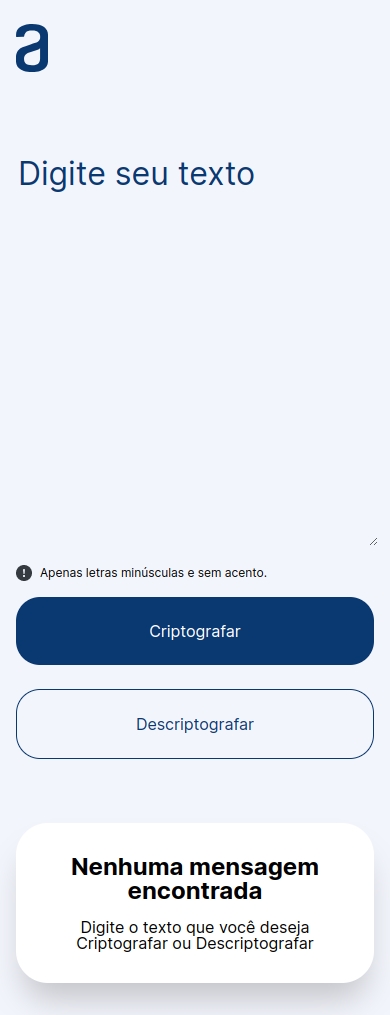 a
Digite seu texto
Apenas letras minúsculas e sem acento.
Criptografar
Descriptografar
Nenhuma mensagem
encontrada
Digite o texto que você deseja
Criptografar ou Descriptografar